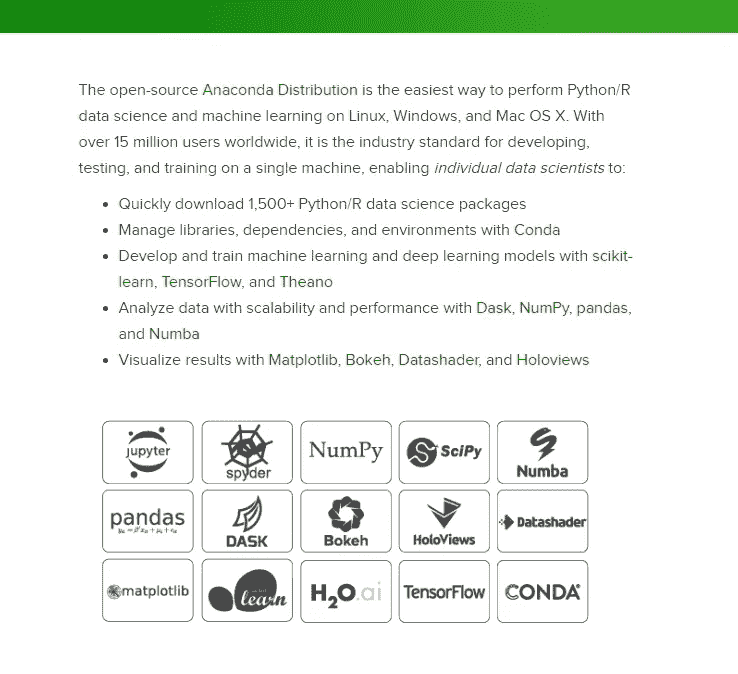 The open-source Anaconda Distribution is the easiest way to perform Python/R
data science and machine learning on Linux, Windows, and Mac OS X. With
over 15 million users worldwide, it is the industry standard for developing,
testing, and training on a single machine, enabling individual data scientists to:
• Quickly download 1,500+ Python/R data science packages
• Manage libraries, dependencies, and environments with Conda
• Develop and train machine learning and deep learning models with scikit-
learn, TensorFlow, and Theano
• Analyze data with scalability and performance with Dask, NumPy, pandas,
and Numba
• Visualize results with Matplotlib, Bokeh, Datashader, and Holoviews
jupyter
spyder
NumPy
SciPy
Numba
pandas
DASK
Bokeh
HoloViews
Datashader
matplotlib
learn
H2O.ai
TensorFlow
CONDA